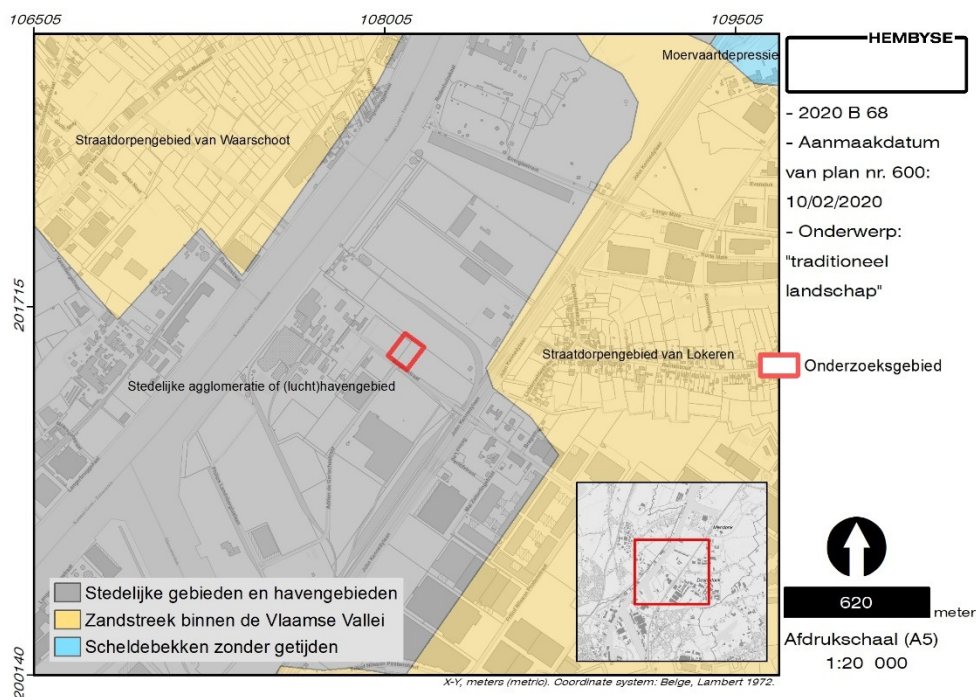 106505
108005
109505
HEMBYSE
Moervaartdepressie
- 2020 B 68
- Aanmaakdatum
van plan nr. 600:
10/02/2020
- Onderwerp:
"traditioneel
landschap"
Straatdorpengebied van Waarschoot
201715
Straatdorpengebied van Lokeren
Onderzoeksgebied
Stedelijke agglomeratie of (lucht)havengebied
Stedelijke gebieden en havengebieden
Zandstreek binnen de Vlaamse Vallei
Scheldebekken zonder getijden
620
meter
Afdrukschaal (A5)
1:20 000
200140
X-Y, meters (metric). Coordinate system: Belge, Lambert 1972.